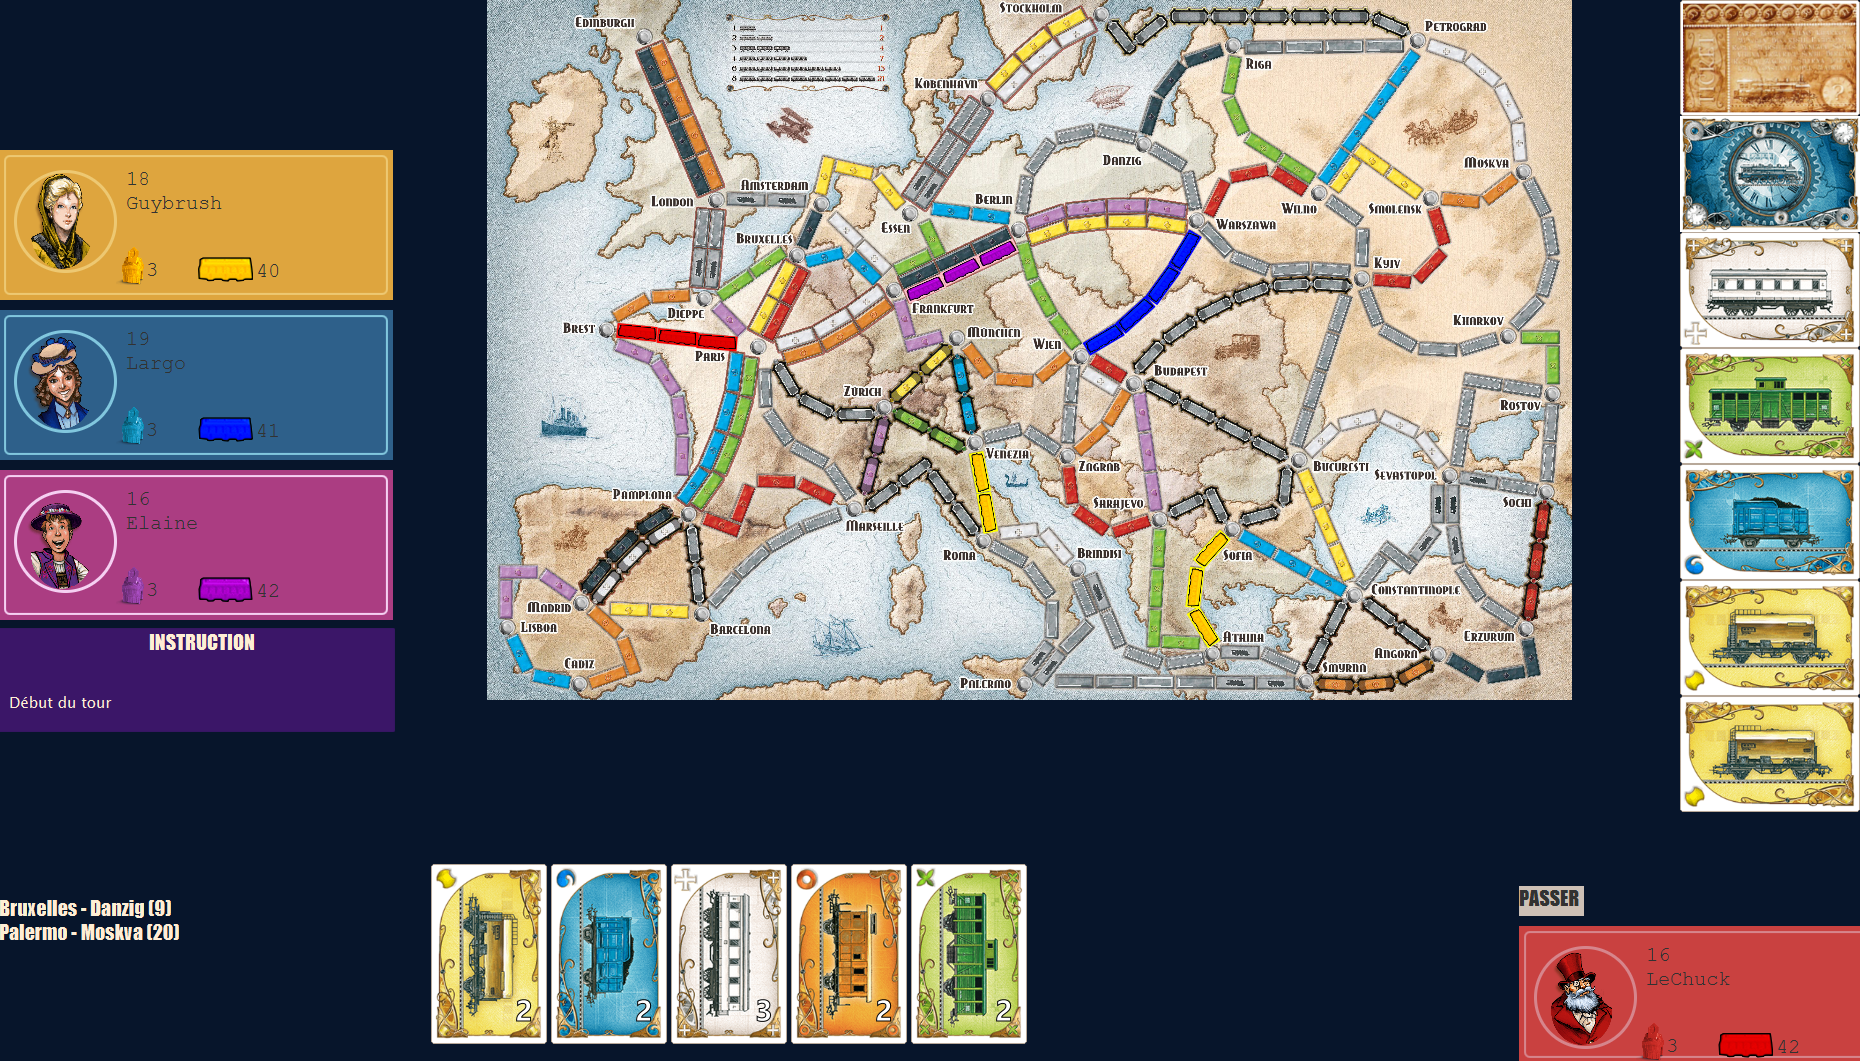 18
Guybrush
3
40
19
Largo
3
41
16
Elaine
3
42
INSTRUCTION
Début du tour
Bruxelles - Danzig (9)
Palermo - Moskva (20)
Edinburgh
Stockholm
Petrograd
Kobenhavn
Riga
Danzig
Moskva
Amsterdam
London
Essen
Berlin
Wilno
Smolensk
Bruxelles
Warszawa
Kyiv
Dieppe
Frankfurt
Brest
Paris
München
Wien
Kharkov
Zürich
Budapest
Rostov
Venezia
Zagrab
Bucuresti
Sevastopol
Pamplona
Marseille
Sarajevo
Sochi
Roma
Brindisi
Sofia
Madrid
Constantinople
Lisboa
Barcelona
Athina
Erzurum
Cadiz
Palermo
Smyrna
Angora
2
2
3
2
2
PASSER
16
LeChuck
3
42